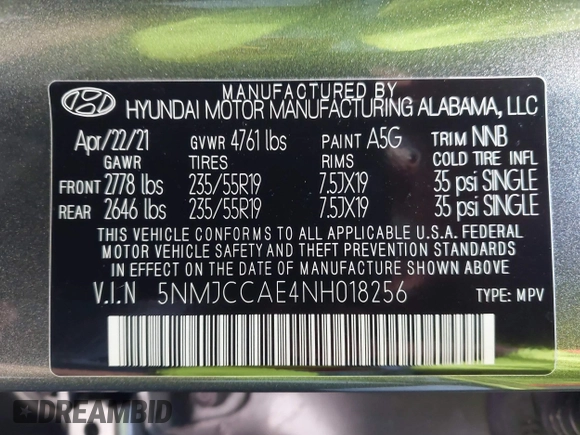 MANUFACTURED BY
HYUNDAI MOTOR MANUFACTURING ALABAMA, LLC
Apr/22/21 GVWR 4761 lbs PAINT A5G TRIM NNB
GAWR TIRES RIMS COLD TIRE INFL
FRONT 2778 lbs 235/55R19 7.5JX19 35 psi SINGLE
REAR 2646 lbs 235/55R19 7.5JX19 35 psi SINGLE
THIS VEHICLE CONFORMS TO ALL APPLICABLE U.S.A. FEDERAL
MOTOR VEHICLE SAFETY AND THEFT PREVENTION STANDARDS
IN EFFECT ON THE DATE OF MANUFACTURE SHOWN ABOVE.
V.I.N 5NMJCCAE4NH018256 TYPE: MPV
DREAMBID